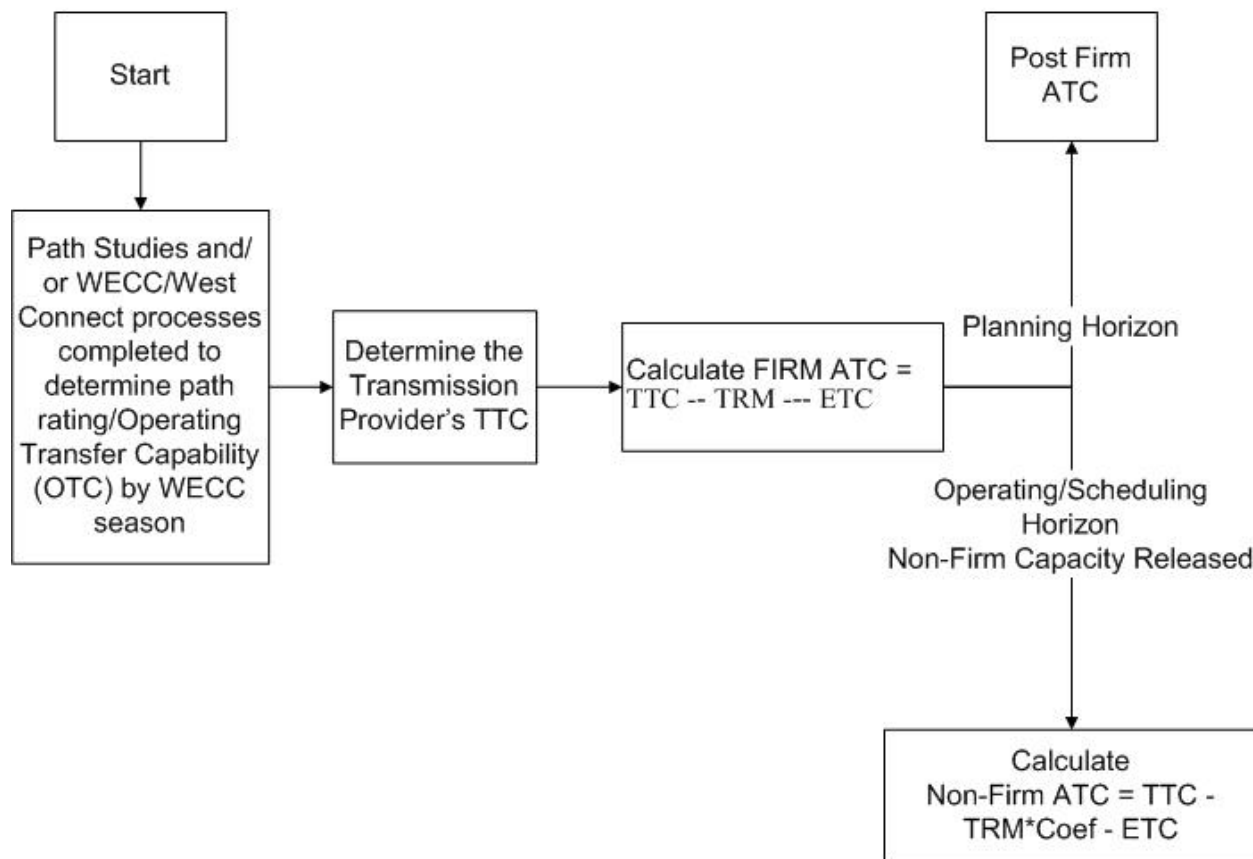 Start
Path Studies and/
or WECC/West
Connect processes
completed to
determine path
rating/Operating
Transfer Capability
(OTC) by WECC
season
Determine the
Transmission
Provider's TTC
Calculate FIRM ATC =
TTC -- TRM --- ETC
Post Firm
ATC
Planning Horizon
Operating/Scheduling
Horizon
Non-Firm Capacity Released
Calculate
Non-Firm ATC = TTC -
TRM*Coef - ETC